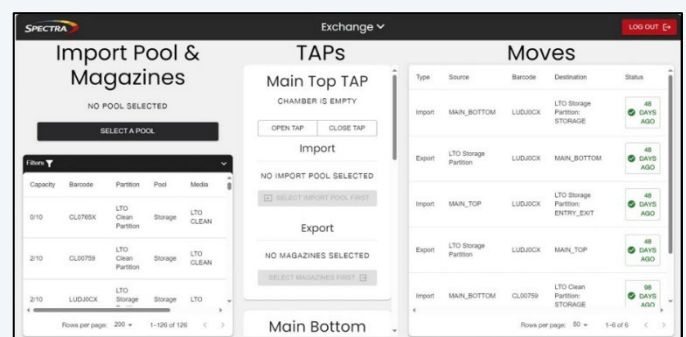 SPECTRA
Exchange
LOG OUT
Import Pool &
Magazines
NO POOL SELECTED
SELECT A POOL
Filters
Capacity Barcode Partition Pool Media
0/10 CL0765X LTO Clean Partition Storage LTO CLEAN
2/10 CL00759 LTO Clean Partition Storage LTO CLEAN
2/10 LUDJ0CX LTO Storage Storage LTO
Rows per page: 200 1-126 of 126
TAPs
Main Top TAP
CHAMBER IS EMPTY
OPEN TAP CLOSE TAP
Import
NO IMPORT POOL SELECTED
SELECT IMPORT POOL FIRST
Export
NO MAGAZINES SELECTED
SELECT MAGAZINES FIRST
Main Bottom
Moves
Type Source Barcode Destination Status
Import MAIN_BOTTOM LUDJ0CX LTO Storage Partition: STORAGE 48 DAYS AGO
Export LTO Storage Partition LUDJ0CX MAIN_BOTTOM 48 DAYS AGO
Import MAIN_TOP LUDJ0CX LTO Storage Partition: ENTRY_EXIT 48 DAYS AGO
Export LTO Storage Partition LUDJ0CX MAIN_TOP 48 DAYS AGO
Import MAIN_BOTTOM CL00759 LTO Clean Partition: STORAGE 98 DAYS AGO
Rows per page: 50 1-6 of 6